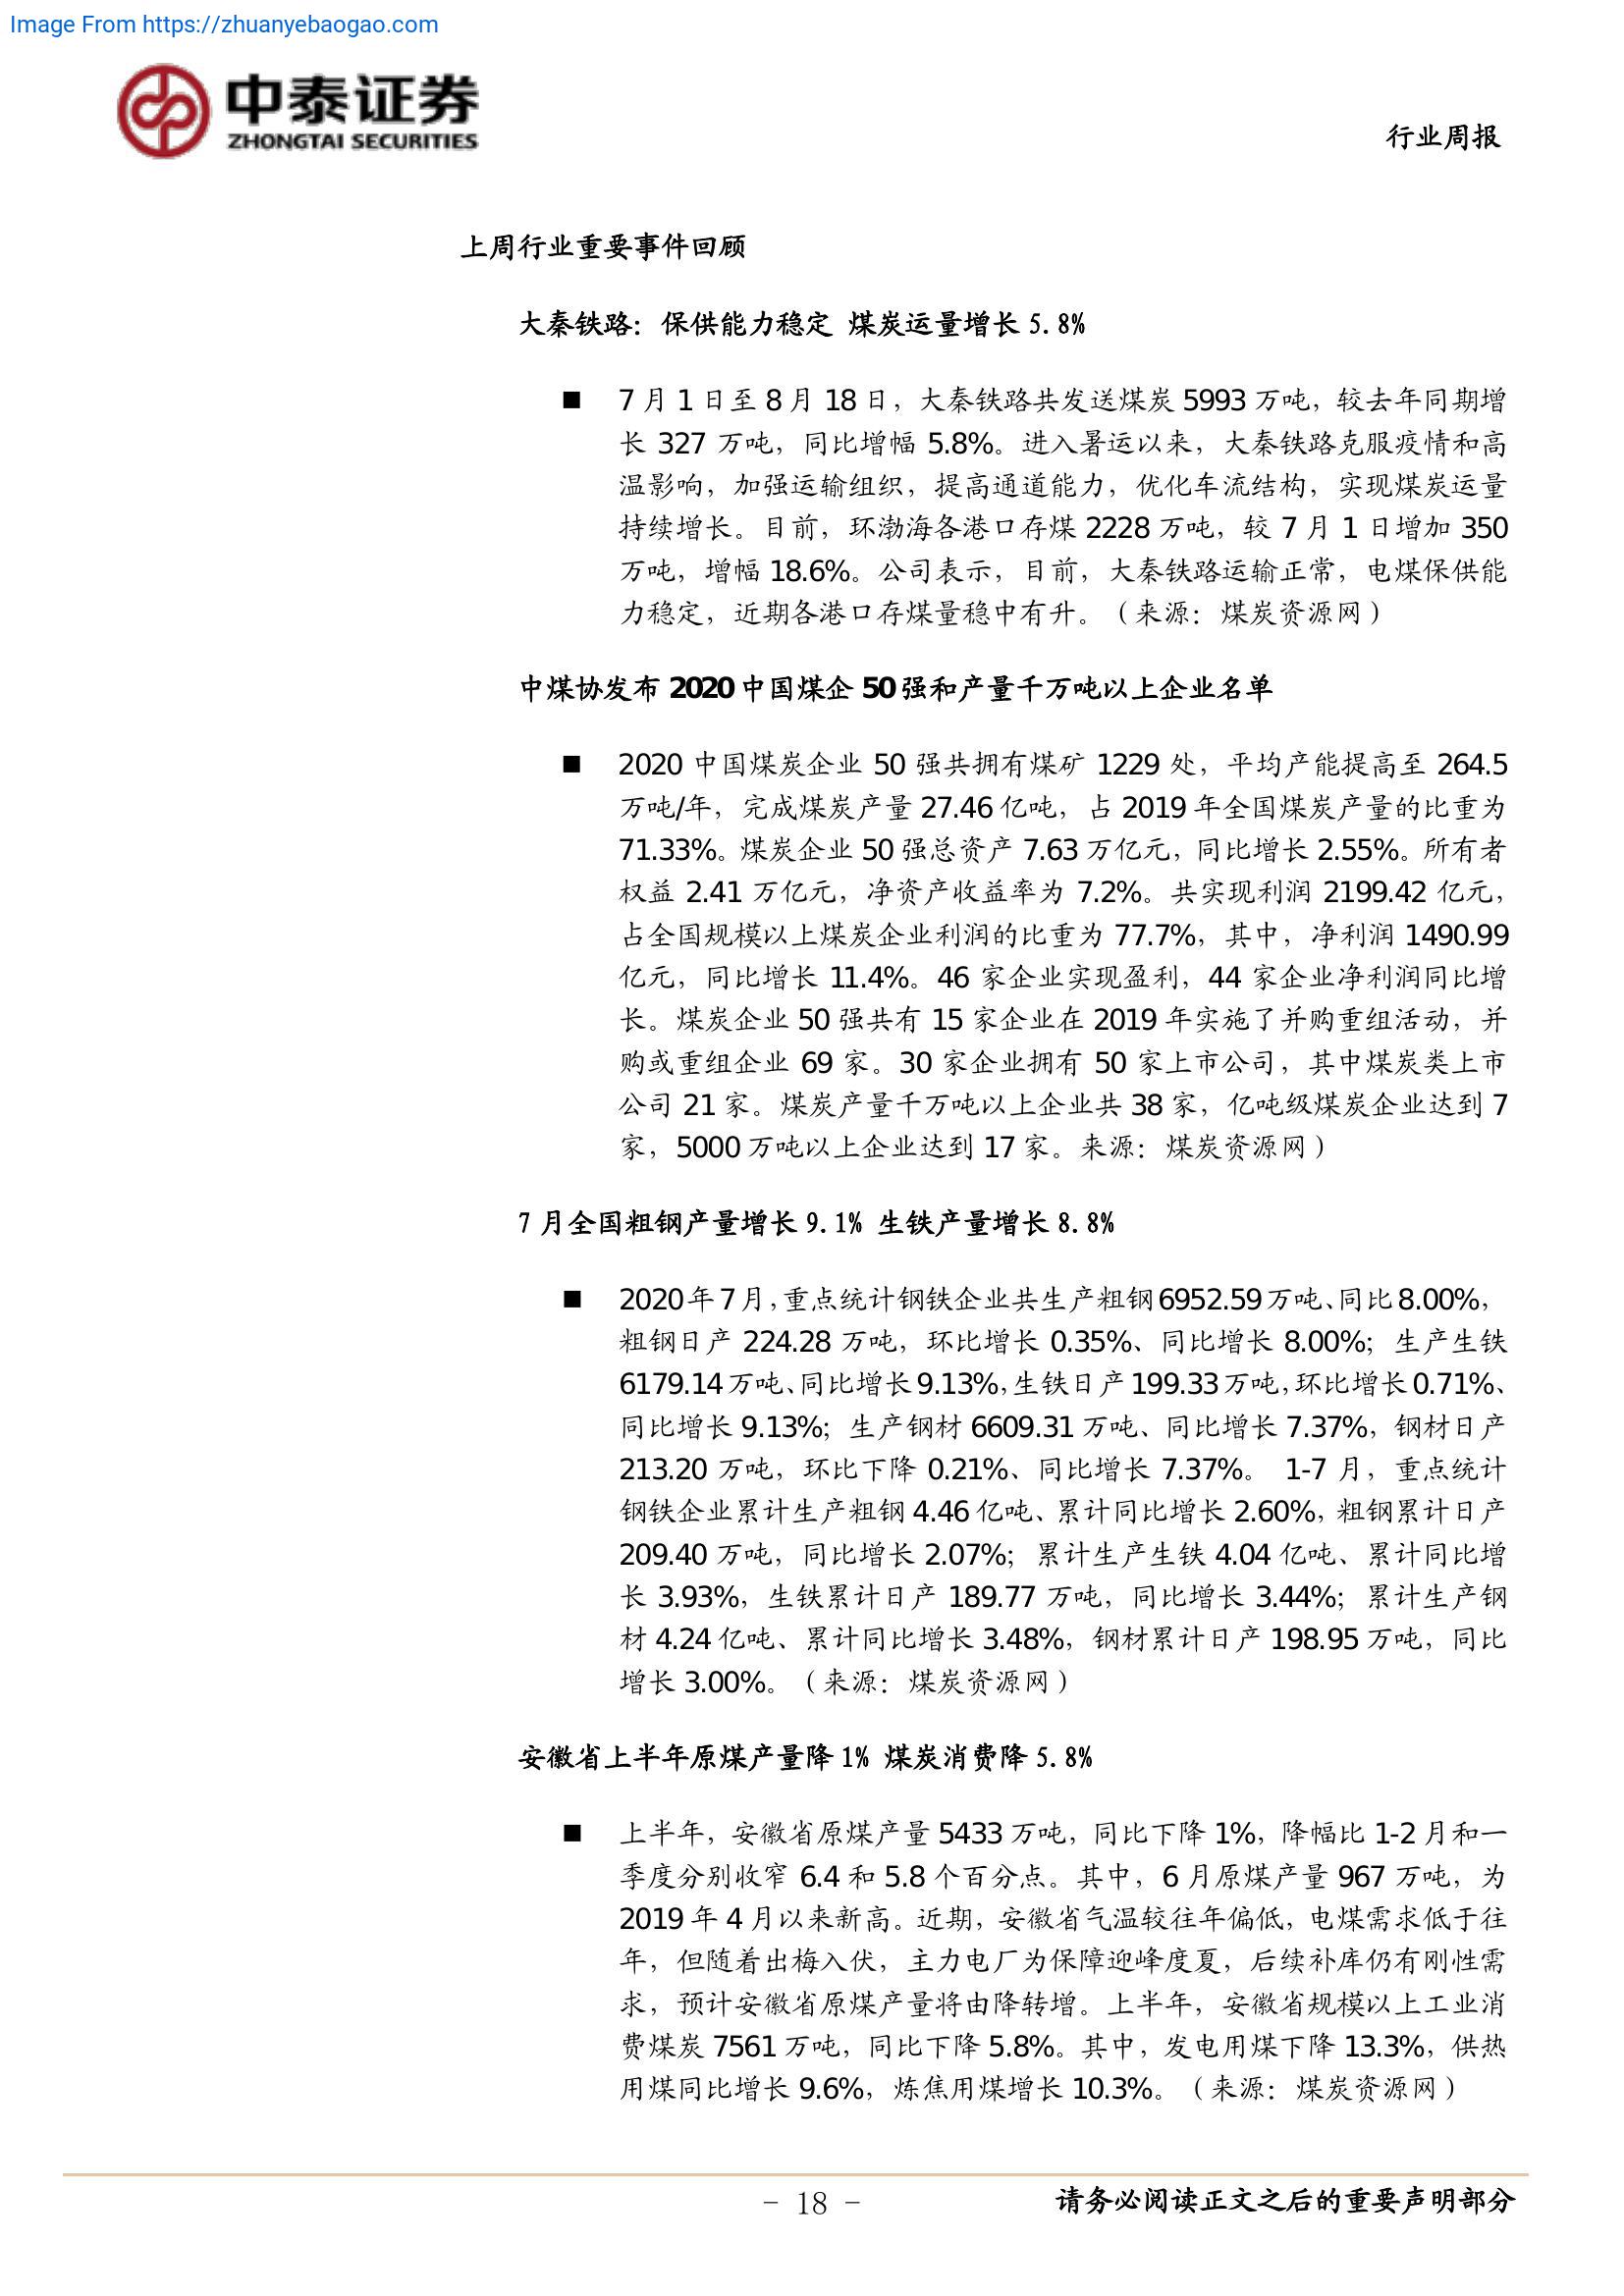 Image From https://zhuanyebaogao.com
中泰证券
ZHONGTAI SECURITIES
行业周报
上周行业重要事件回顾
大秦铁路：保供能力稳定 煤炭运量增长 5.8%
■ 7 月 1 日至 8 月 18 日，大秦铁路共发送煤炭 5993 万吨，较去年同期增
长 327 万吨，同比增幅 5.8%。进入暑运以来，大秦铁路克服疫情和高
温影响，加强运输组织，提高通道能力，优化车流结构，实现煤炭运量
持续增长。目前，环渤海各港口存煤 2228 万吨，较 7 月 1 日增加 350
万吨，增幅 18.6%。公司表示，目前，大秦铁路运输正常，电煤保供能
力稳定，近期各港口存煤量稳中有升。（来源：煤炭资源网）
中煤协发布 2020 中国煤企 50 强和产量千万吨以上企业名单
■ 2020 中国煤炭企业 50 强共拥有煤矿 1229 处，平均产能提高至 264.5
万吨/年，完成煤炭产量 27.46 亿吨，占 2019 年全国煤炭产量的比重为
71.33%。煤炭企业 50 强总资产 7.63 万亿元，同比增长 2.55%。所有者
权益 2.41 万亿元，净资产收益率为 7.2%。共实现利润 2199.42 亿元，
占全国规模以上煤炭企业利润的比重为 77.7%，其中，净利润 1490.99
亿元，同比增长 11.4%。46 家企业实现盈利，44 家企业净利润同比增
长。煤炭企业 50 强共有 15 家企业在 2019 年实施了并购重组活动，并
购或重组企业 69 家。30 家企业拥有 50 家上市公司，其中煤炭类上市
公司 21 家。煤炭产量千万吨以上企业共 38 家，亿吨级煤炭企业达到 7
家，5000 万吨以上企业达到 17 家。来源：煤炭资源网）
7 月全国粗钢产量增长 9.1% 生铁产量增长 8.8%
■ 2020 年 7 月，重点统计钢铁企业共生产粗钢 6952.59 万吨、同比 8.00%，
粗钢日产 224.28 万吨，环比增长 0.35%、同比增长 8.00%；生产生铁
6179.14 万吨、同比增长 9.13%，生铁日产 199.33 万吨，环比增长 0.71%、
同比增长 9.13%；生产钢材 6609.31 万吨、同比增长 7.37%，钢材日产
213.20 万吨，环比下降 0.21%、同比增长 7.37%。 1-7 月，重点统计
钢铁企业累计生产粗钢 4.46 亿吨、累计同比增长 2.60%，粗钢累计日产
209.40 万吨，同比增长 2.07%；累计生产生铁 4.04 亿吨、累计同比增
长 3.93%，生铁累计日产 189.77 万吨，同比增长 3.44%；累计生产钢
材 4.24 亿吨、累计同比增长 3.48%，钢材累计日产 198.95 万吨，同比
增长 3.00%。（来源：煤炭资源网）
安徽省上半年原煤产量降 1% 煤炭消费降 5.8%
■ 上半年，安徽省原煤产量 5433 万吨，同比下降 1%，降幅比 1-2 月和一
季度分别收窄 6.4 和 5.8 个百分点。其中，6 月原煤产量 967 万吨，为
2019 年 4 月以来新高。近期，安徽省气温较往年偏低，电煤需求低于往
年，但随着出梅入伏，主力电厂为保障迎峰度夏，后续补库仍有刚性需
求，预计安徽省原煤产量将由降转增。上半年，安徽省规模以上工业消
费煤炭 7561 万吨，同比下降 5.8%。其中，发电用煤下降 13.3%，供热
用煤同比增长 9.6%，炼焦用煤增长 10.3%。（来源：煤炭资源网）
- 18 -
请务必阅读正文之后的重要声明部分